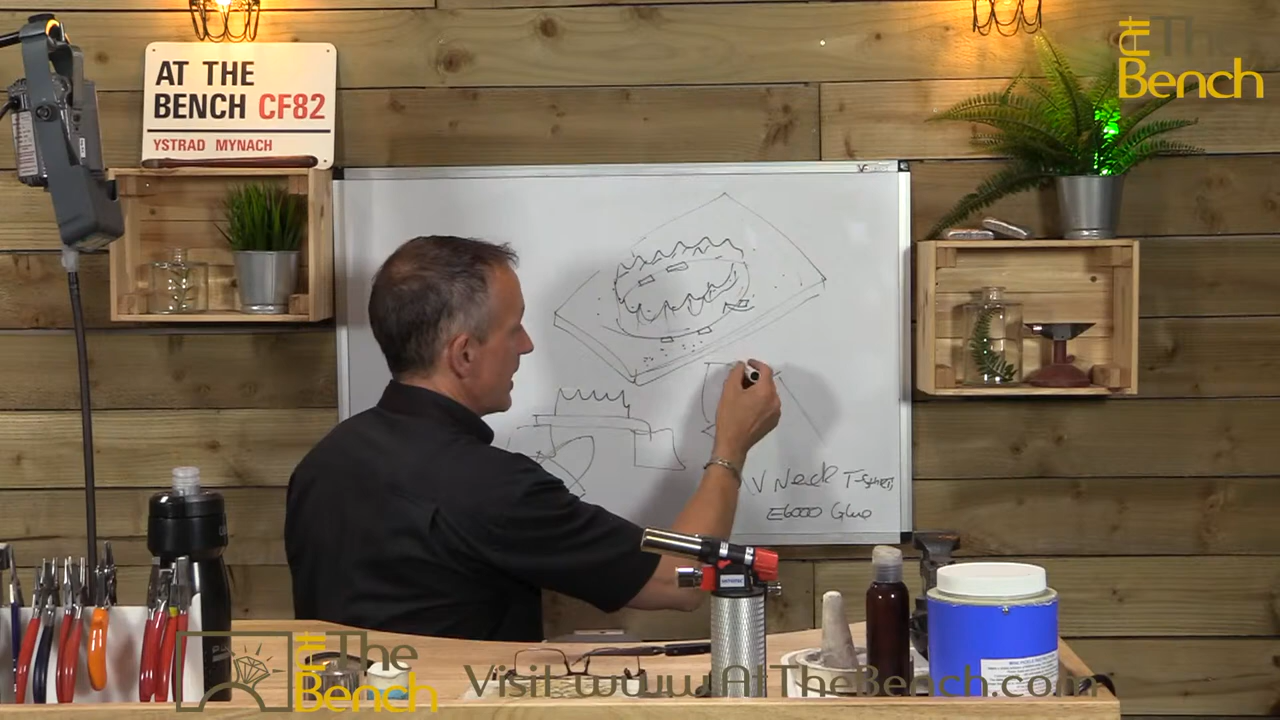 AT THE
BENCH CF82
YSTRAD MYNACH
At The
Bench
V Neck T-Shirts
E6000 Glue
At The
Bench
Visit www.AtTheBench.com